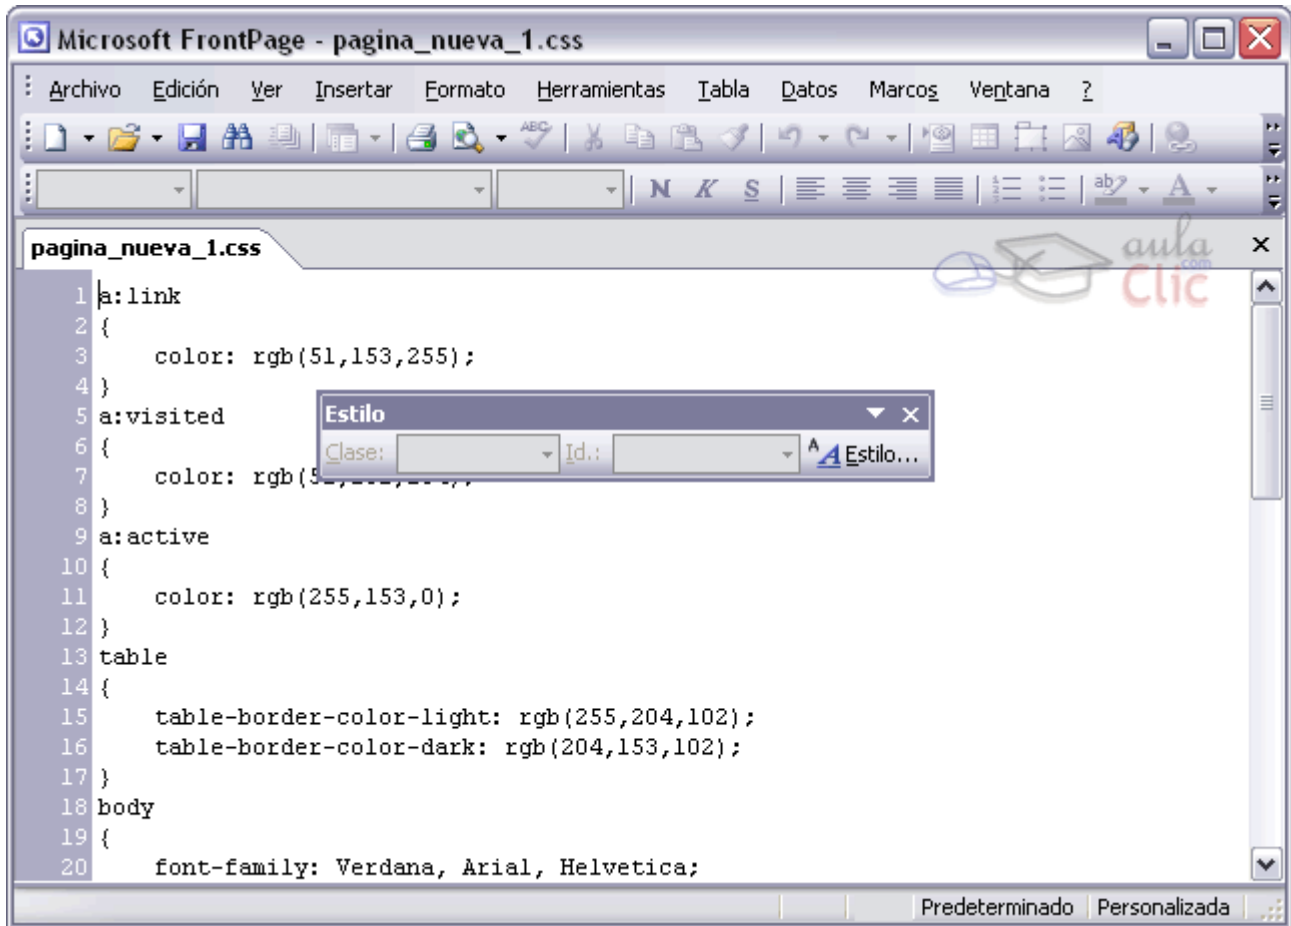 Microsoft FrontPage - pagina_nueva_1.css
Archivo Edición Ver Insertar Formato Herramientas Tabla Datos Marcos Ventana ?
ABC
N K S ab A
pagina_nueva_1.css
aula
Clic
com
1 a:link
2 {
3 color: rgb(51,153,255);
4 }
5 a:visited
6 {
7 color:
8 }
9 a:active
10 {
11 color: rgb(255,153,0);
12 }
13 table
14 {
15 table-border-color-light: rgb(255,204,102);
16 table-border-color-dark: rgb(204,153,102);
17 }
18 body
19 {
20 font-family: Verdana, Arial, Helvetica;
Estilo
Clase: Id.: AA Estilo...
Predeterminado Personalizada